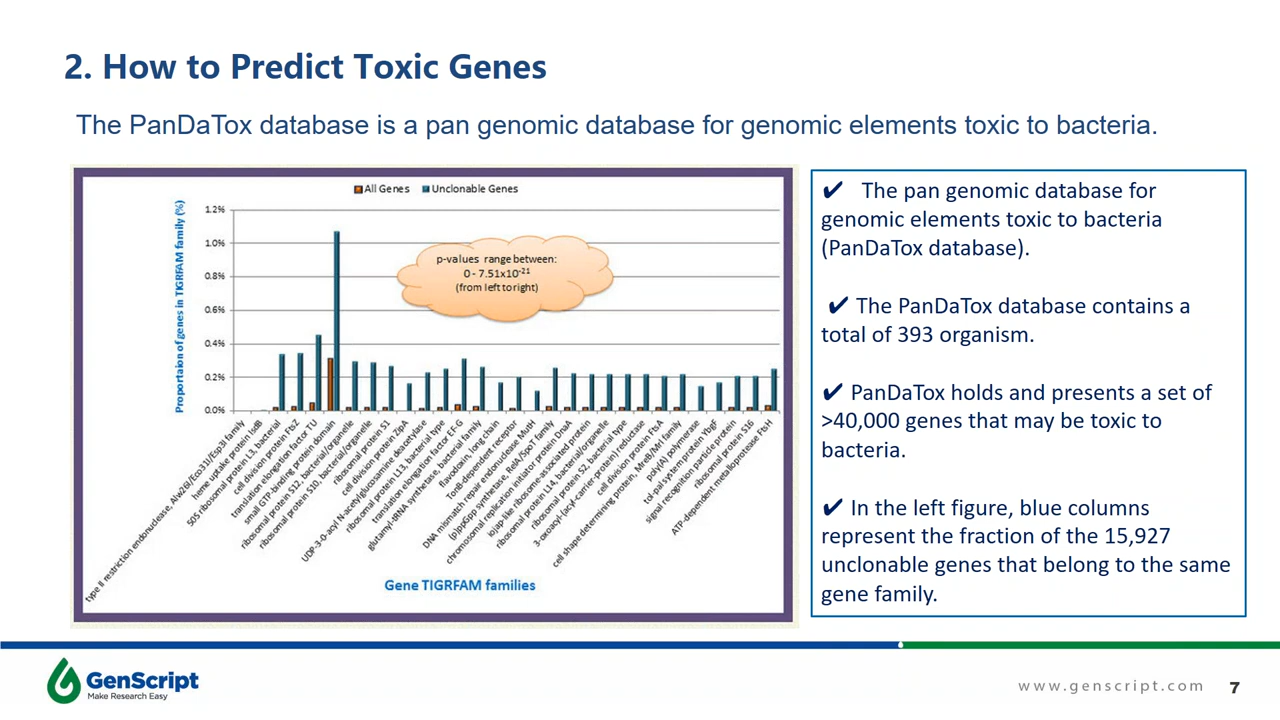 2. How to Predict Toxic Genes
The PanDaTox database is a pan genomic database for genomic elements toxic to bacteria.
All Genes
Unclonable Genes
Proportaion of genes in TIGRFAM family (%)
1.2%
1.0%
0.8%
0.6%
0.4%
0.2%
0.0%
p-values range between:
0 - 7.51x10-21
(from left to right)
type II restriction endonuclease, Alw26I/Eco31I/Esp3I family
heme uptake protein IsdB
50S ribosomal protein L3, bacterial
cell division protein FtsZ
translation elongation factor TU
small GTP-binding protein domain
ribosomal protein S12, bacterial/organelle
ribosomal protein S10, bacterial/organelle
ribosomal protein S1
cell division protein ZipA
UDP-3-0-acyl N-acetylglucosamine deacetylase
ribosomal protein L13, bacterial type
translation elongation factor EF-G
glutamyl-tRNA synthetase, bacterial family
flavodoxin, long chain
TonB-dependent receptor
DNA mismatch repair endonuclease MutH
(p)ppGpp synthetase, RelA/SpoT family
chromosomal replication initiator protein DnaA
iojap-like ribosome-associated protein
ribosomal protein L14, bacterial/organelle
ribosomal protein S2, bacterial type
3-oxoacyl-(acyl-carrier-protein) reductase
cell division protein FtsA
cell shape determining protein, MreB/Mrl family
poly(A) polymerase
tol-pal system protein YbgF
signal recognition particle protein
ribosomal protein S16
ATP-dependent metalloprotease FtsH
Gene TIGRFAM families
✔ The pan genomic database for
genomic elements toxic to bacteria
(PanDaTox database).
✔ The PanDaTox database contains a
total of 393 organism.
✔ PanDaTox holds and presents a set of
>40,000 genes that may be toxic to
bacteria.
✔ In the left figure, blue columns
represent the fraction of the 15,927
unclonable genes that belong to the same
gene family.
GenScript
Make Research Easy
www.genscript.com
7